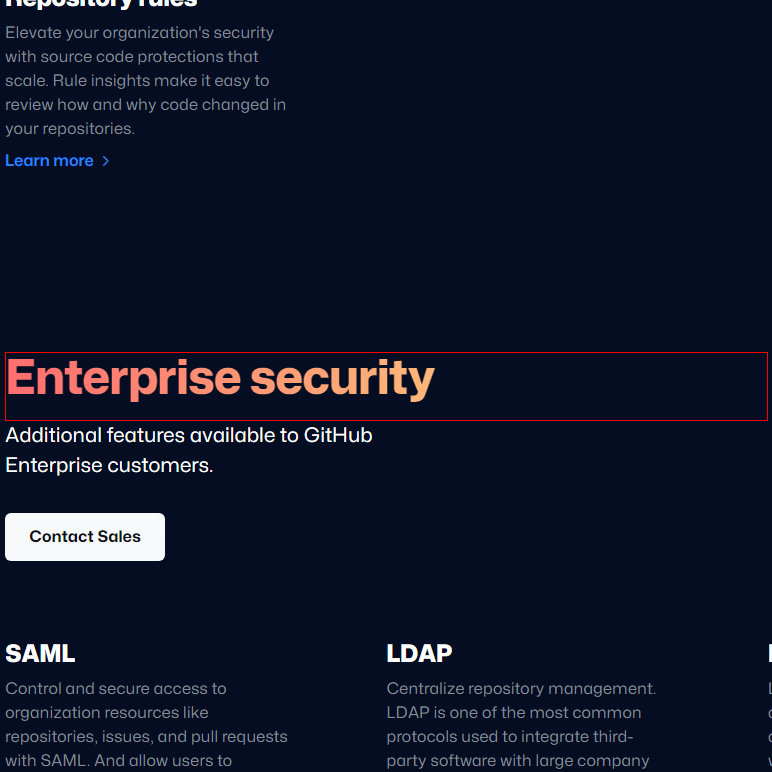 Repository rules
Elevate your organization's security
with source code protections that
scale. Rule insights make it easy to
review how and why code changed in
your repositories.
Learn more
Enterprise security
Additional features available to GitHub
Enterprise customers.
Contact Sales
SAML
Control and secure access to
organization resources like
repositories, issues, and pull requests
with SAML. And allow users to
LDAP
Centralize repository management.
LDAP is one of the most common
protocols used to integrate third-
party software with large company